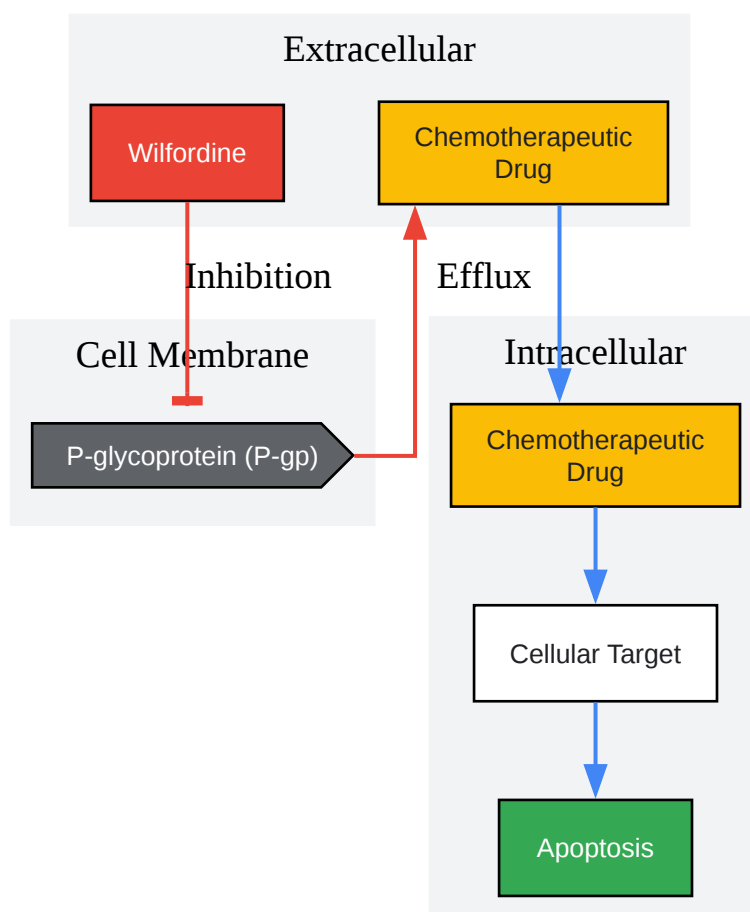 Extracellular
Wilfordine
Chemotherapeutic
Drug
Inhibition
Efflux
Cell Membrane
P-glycoprotein (P-gp)
Intracellular
Chemotherapeutic
Drug
Cellular Target
Apoptosis